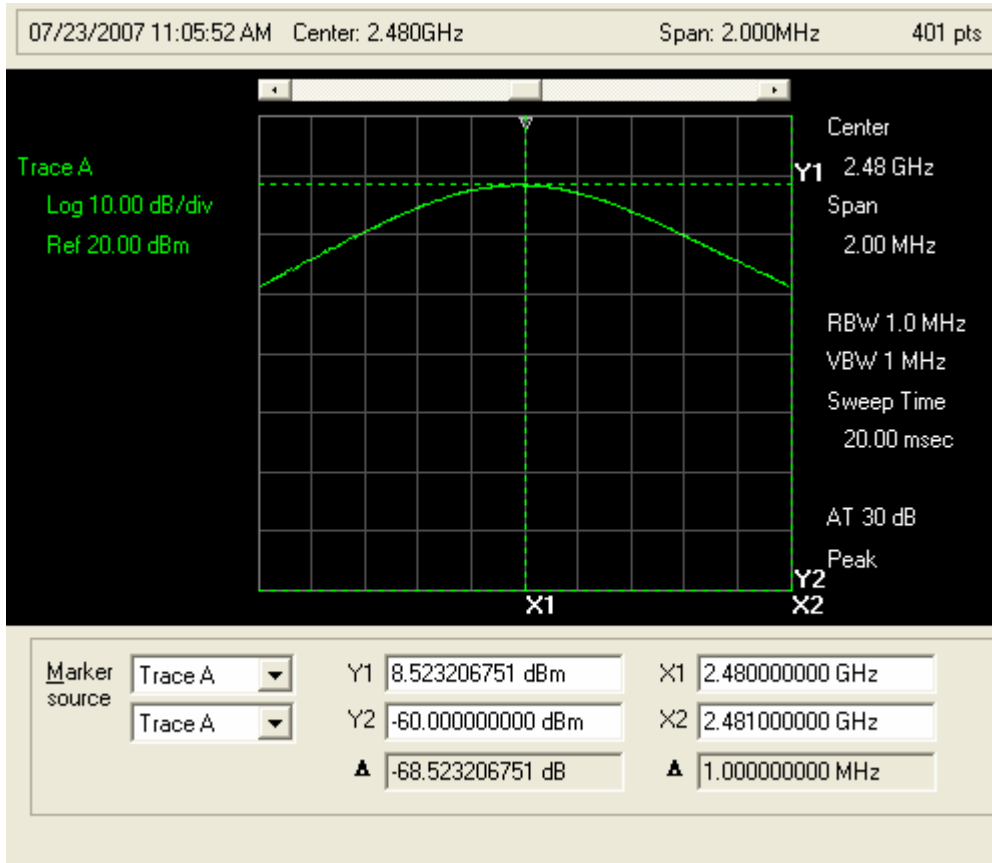 07/23/2007 11:05:52 AM Center: 2.480GHz Span: 2.000MHz 401 pts
Trace A
Log 10.00 dB/div
Ref 20.00 dBm
Y1
Center
2.48 GHz
Span
2.00 MHz
RBW 1.0 MHz
VBW 1 MHz
Sweep Time
20.00 msec
AT 30 dB
Peak
Y2
X1 X2
Marker source
Trace A
Trace A
Y1 8.523206751 dBm X1 2.480000000 GHz
Y2 -60.000000000 dBm X2 2.481000000 GHz
Δ -68.523206751 dB Δ 1.000000000 MHz